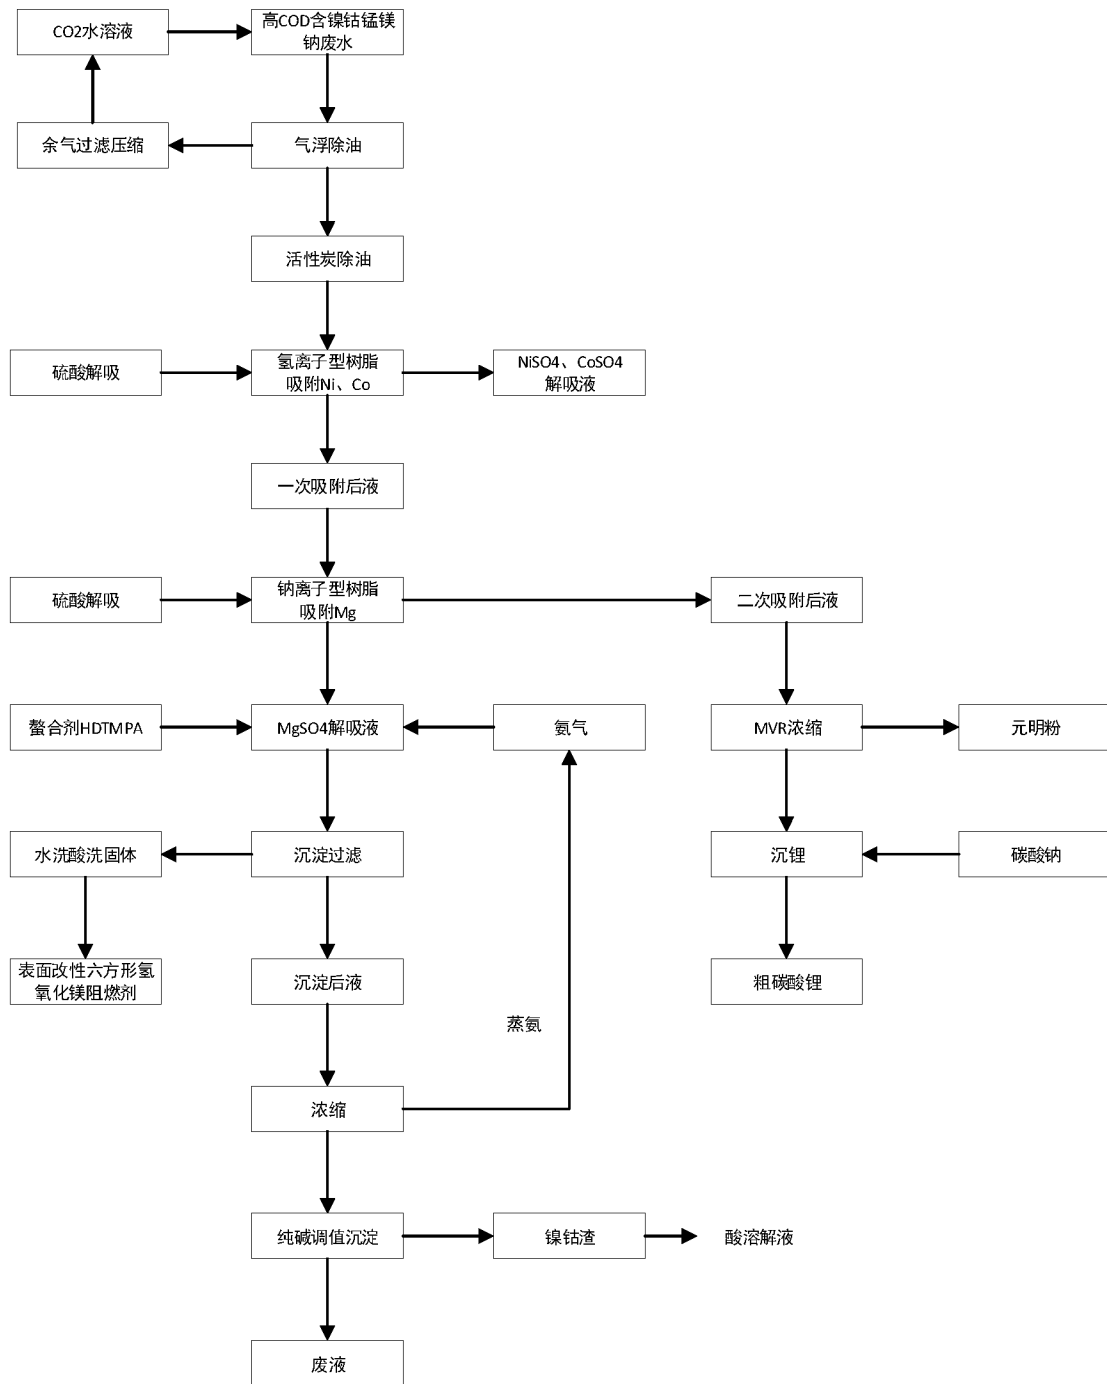 CO2水溶液
高COD含镍钴锰镁
钠废水
余气过滤压缩
气浮除油
活性炭除油
硫酸解吸
氢离子型树脂
吸附Ni、Co
NiSO4、CoSO4
解吸液
一次吸附后液
硫酸解吸
钠离子型树脂
吸附Mg
二次吸附后液
螯合剂HDTMPA
MgSO4解吸液
氨气
MVR浓缩
元明粉
水洗酸洗固体
沉淀过滤
沉锂
碳酸钠
表面改性六方形氢
氧化镁阻燃剂
沉淀后液
粗碳酸锂
蒸氨
浓缩
纯碱调值沉淀
镍钴渣
酸溶解液
废液